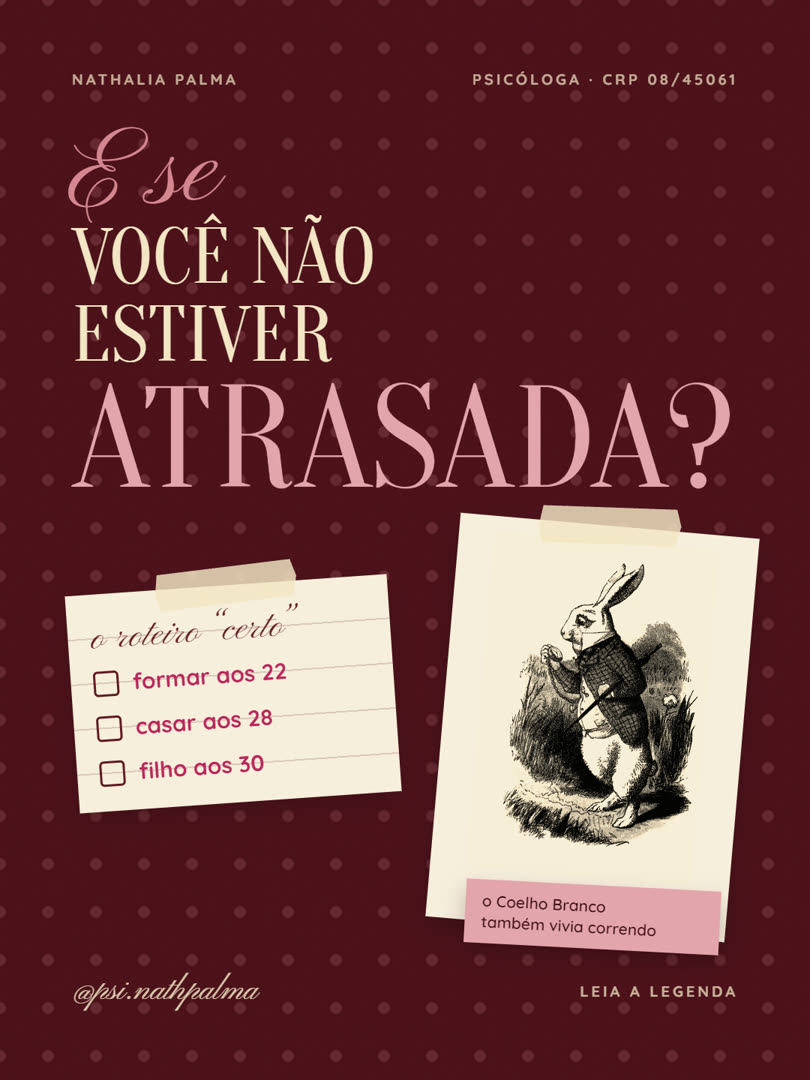 NATHALIA PALMA
PSICÓLOGA · CRP 08/45061
E se
VOCÊ NÃO
ESTIVER
ATRASADA?
o roteiro “certo”
formar aos 22
casar aos 28
filho aos 30
o Coelho Branco
também vivia correndo
@psi.nathpalma
LEIA A LEGENDA